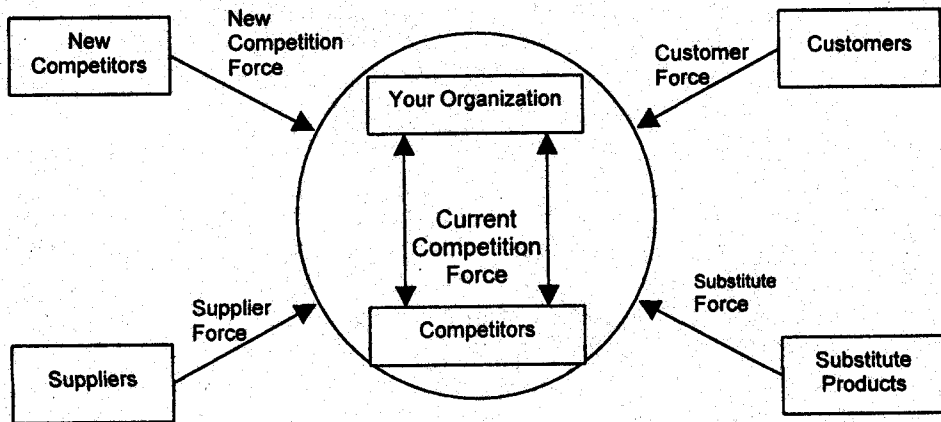 New
Competitors
New
Competition
Force
Customer
Force
Customers
Your Organization
Current
Competition
Force
Supplier
Force
Substitute
Force
Competitors
Suppliers
Substitute
Products